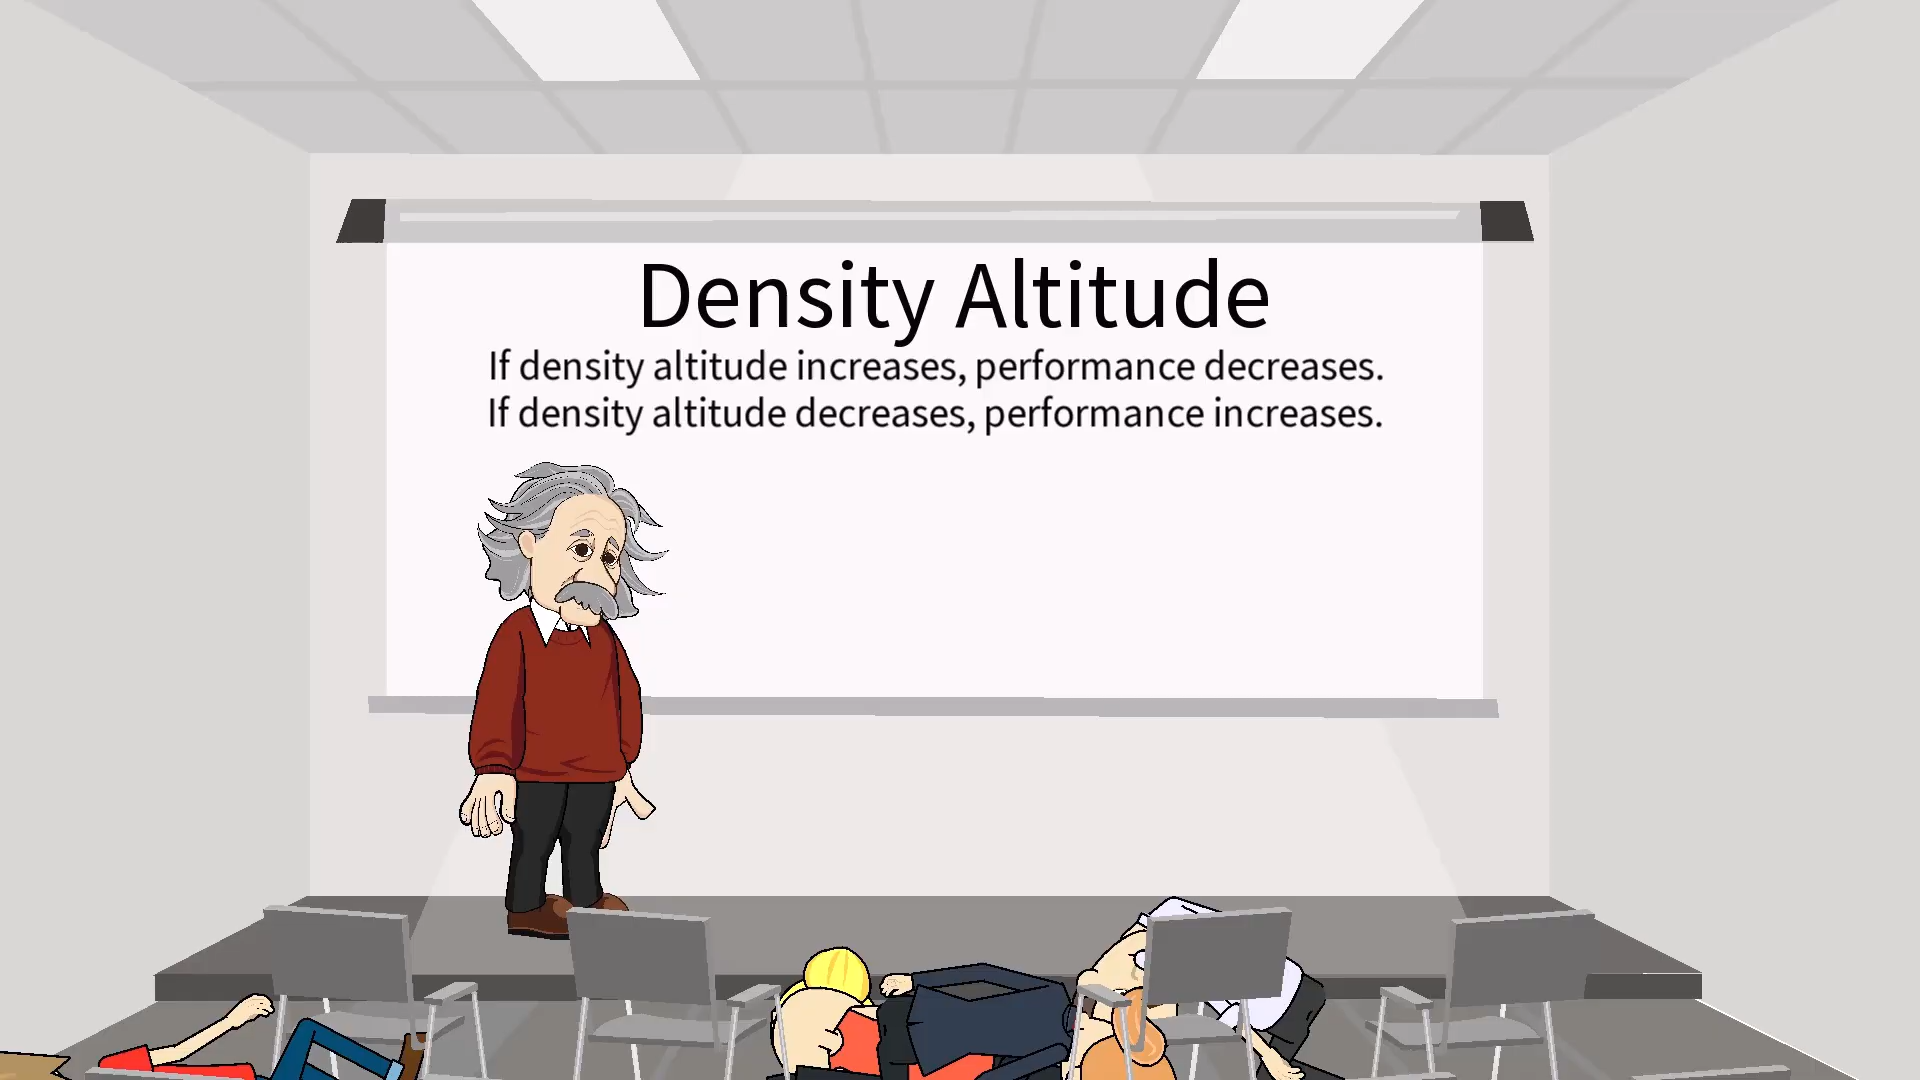 Density Altitude
If density altitude increases, performance decreases.
If density altitude decreases, performance increases.